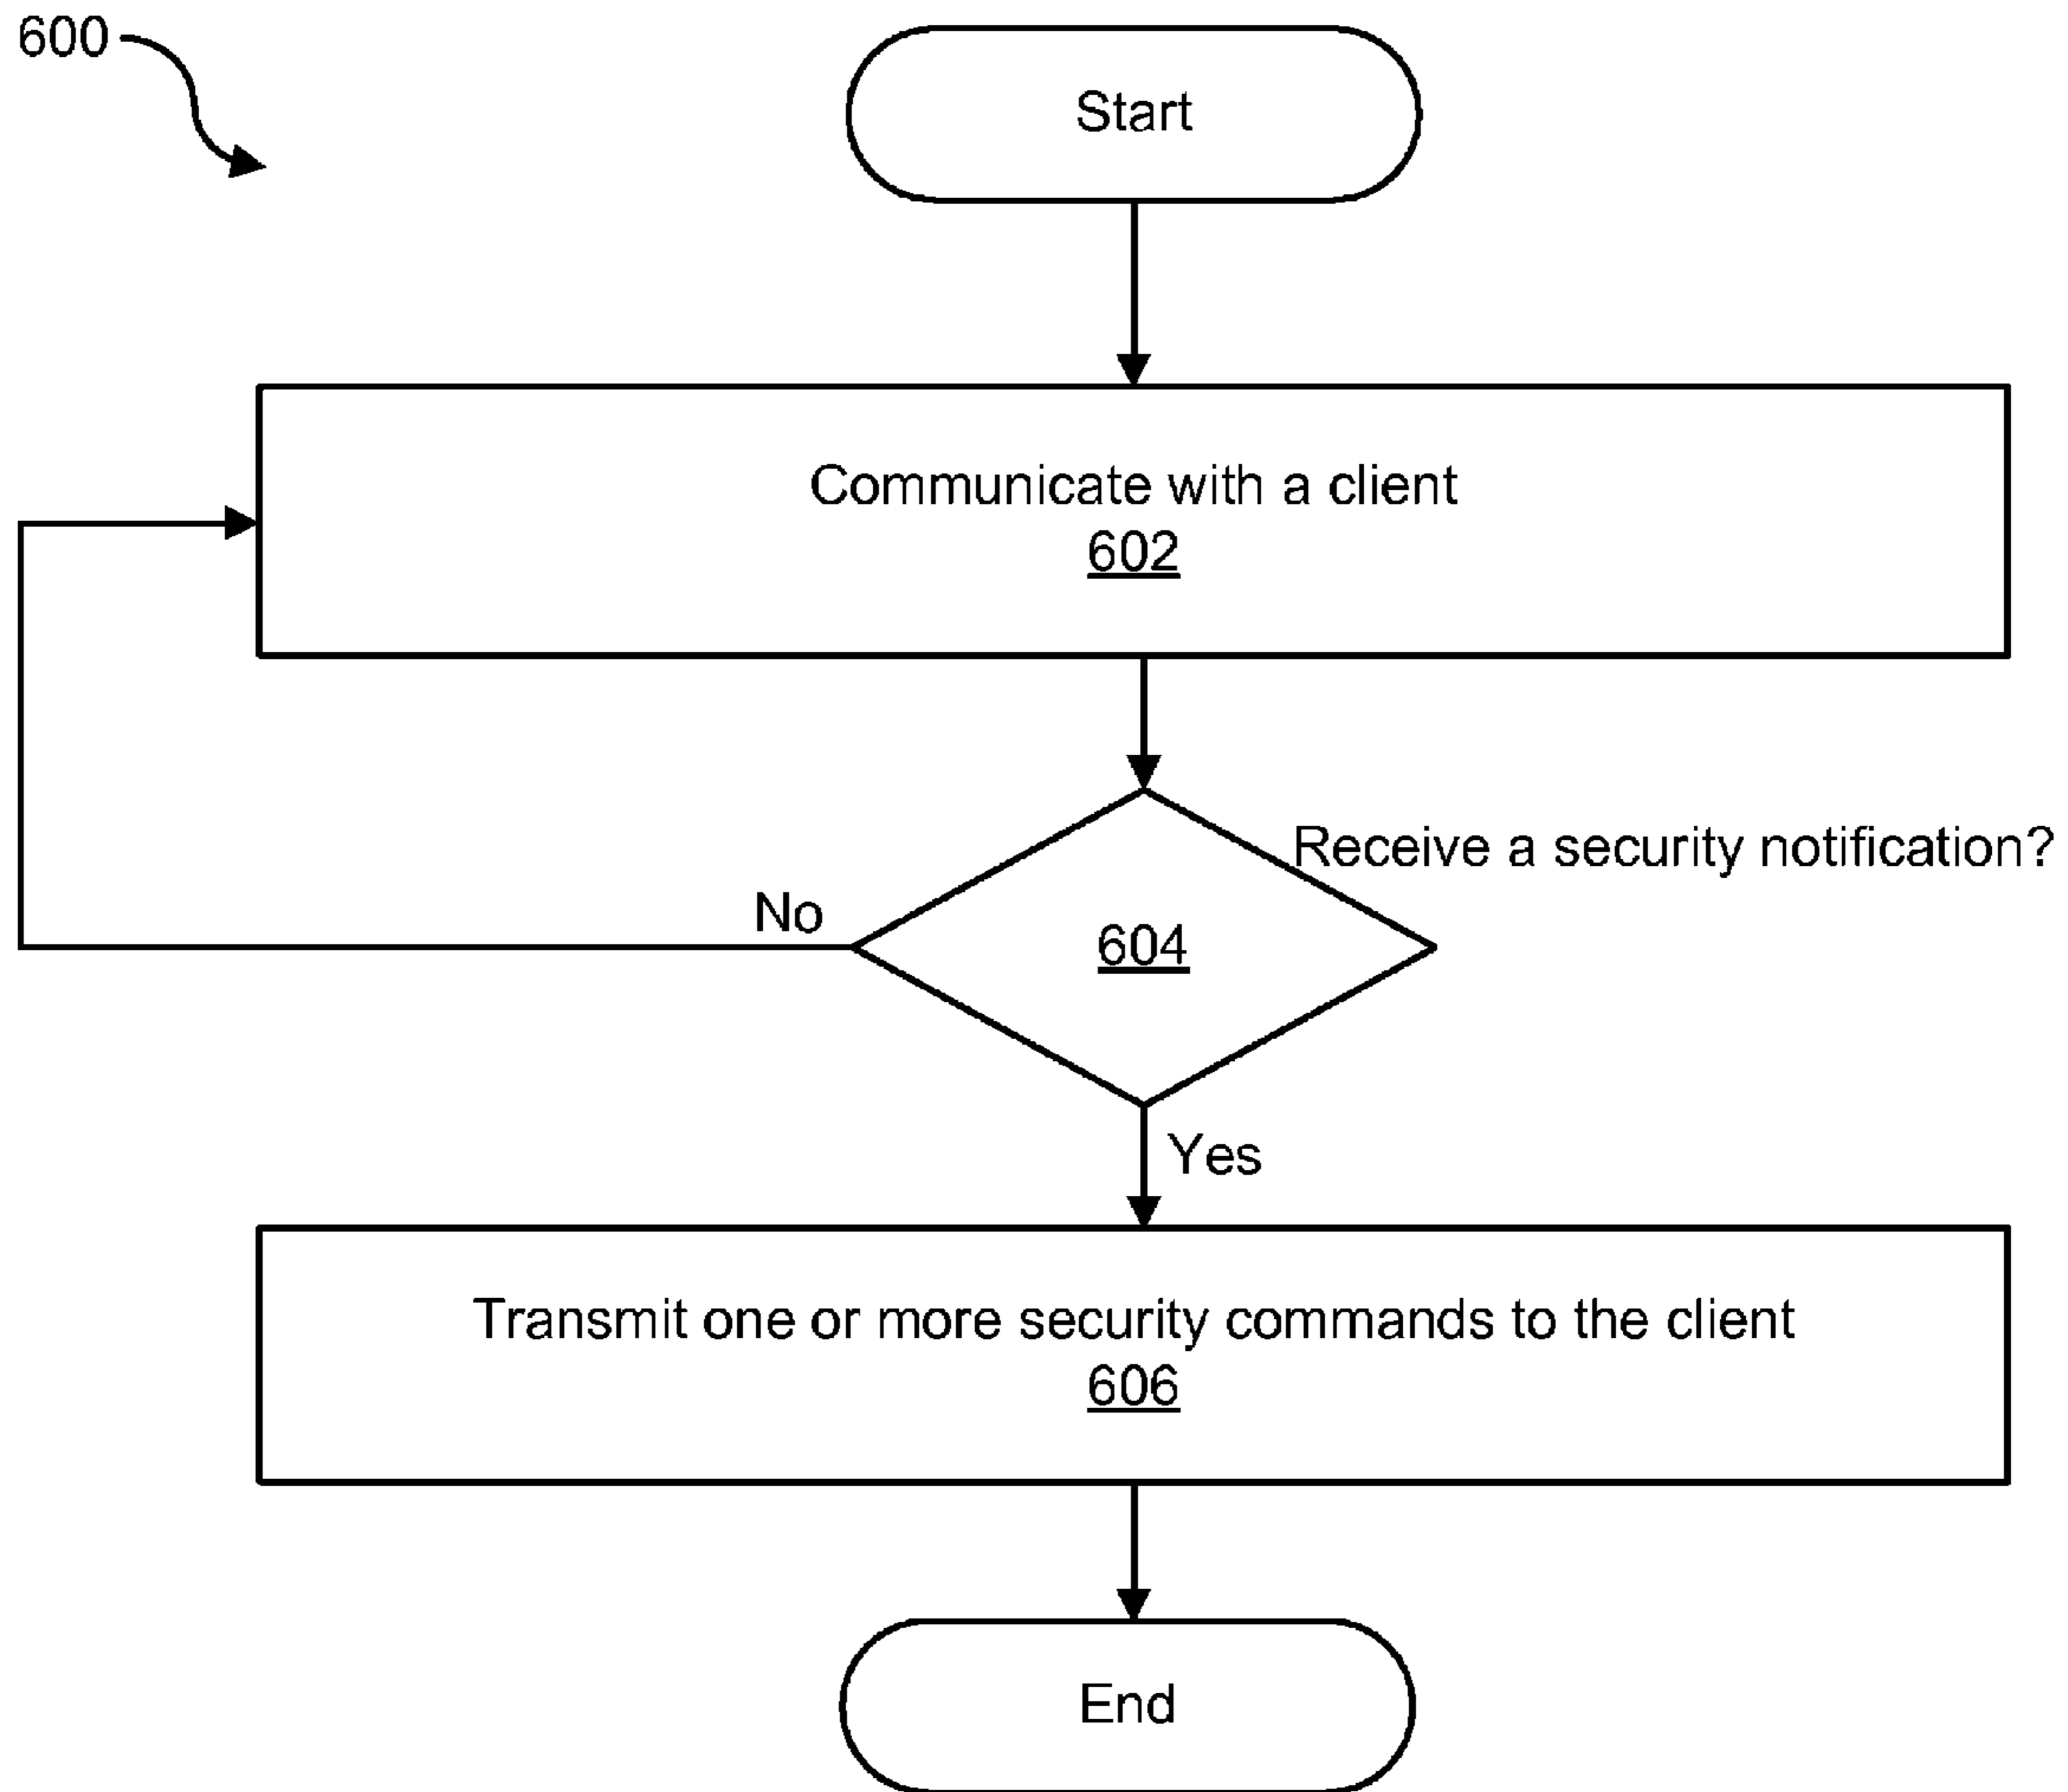 600
Start
Communicate with a client
602
Receive a security notification?
No
604
Yes
Transmit one or more security commands to the client
606
End